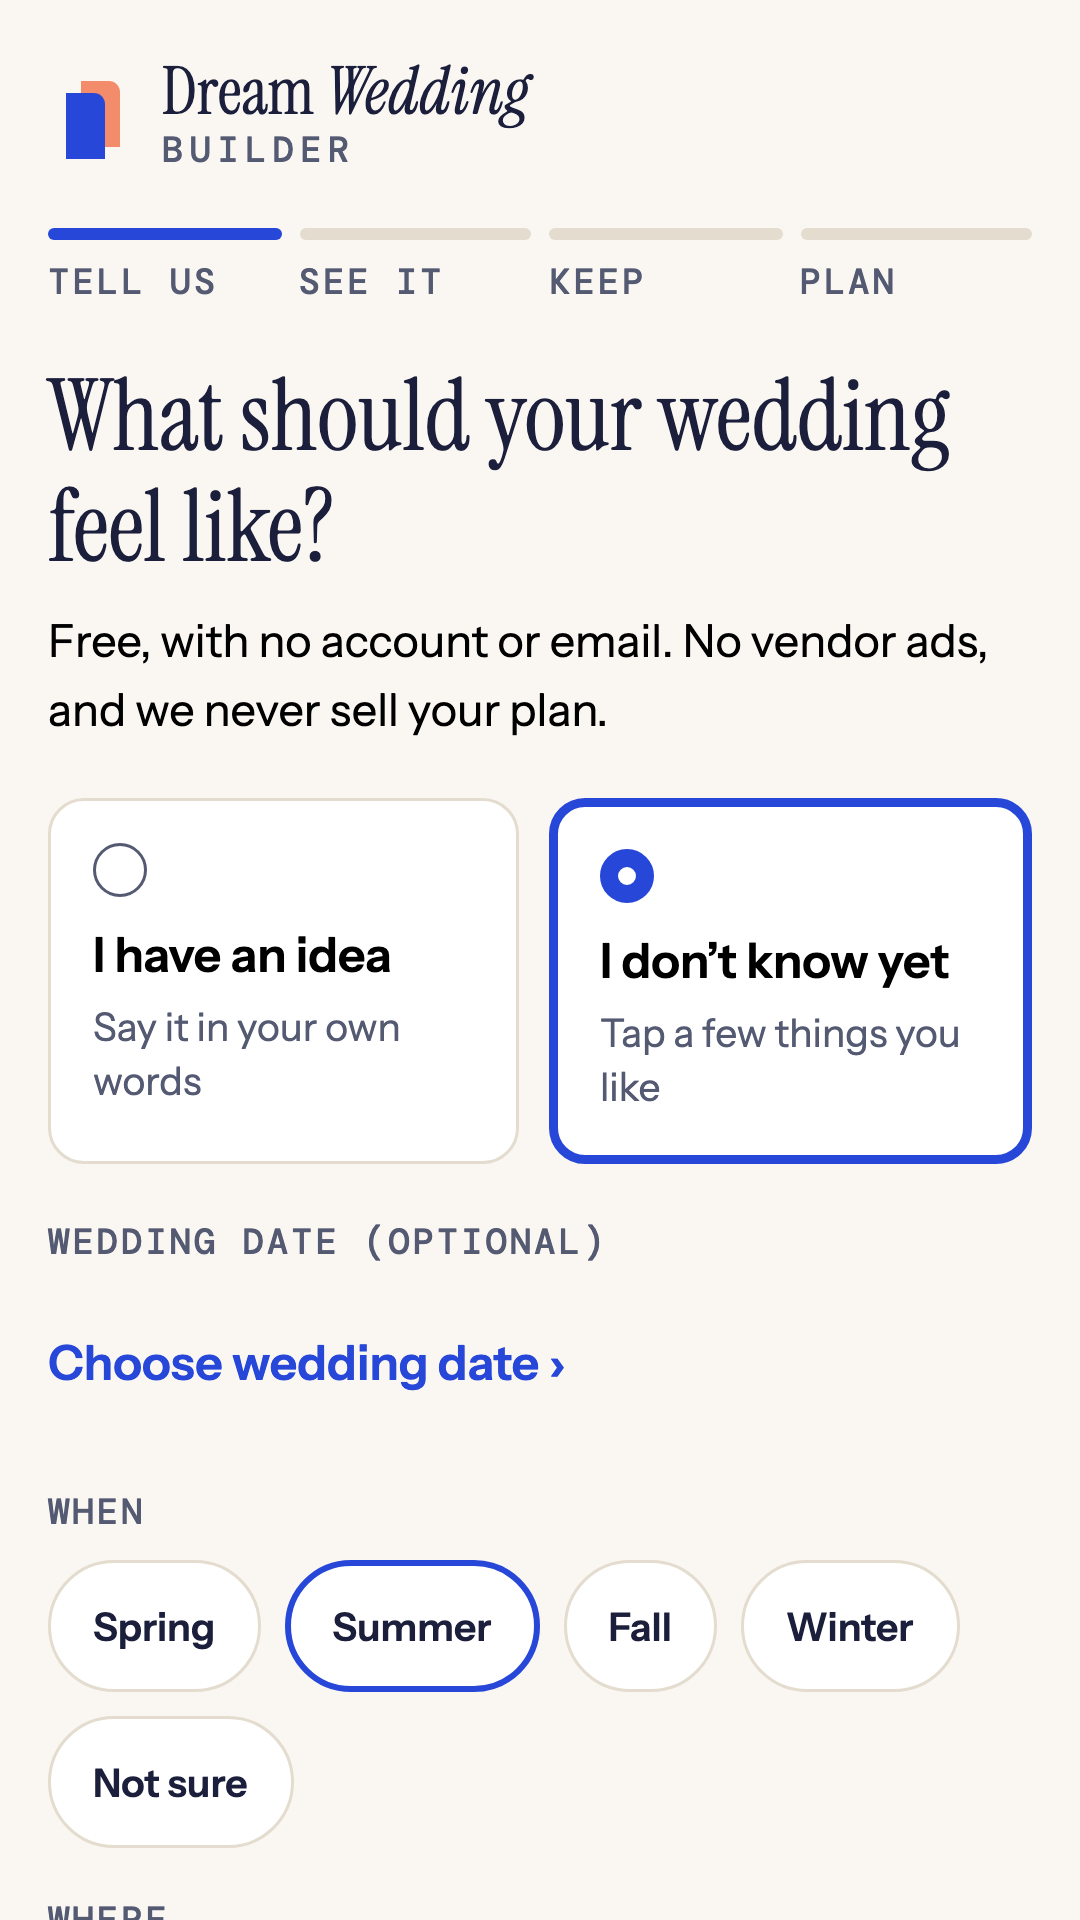 Dream Wedding
BUILDER
TELL US
SEE IT
KEEP
PLAN
What should your wedding
feel like?
Free, with no account or email. No vendor ads,
and we never sell your plan.
I have an idea
Say it in your own
words
I don’t know yet
Tap a few things you
like
WEDDING DATE (OPTIONAL)
Choose wedding date ›
WHEN
Spring
Summer
Fall
Winter
Not sure
WHERE